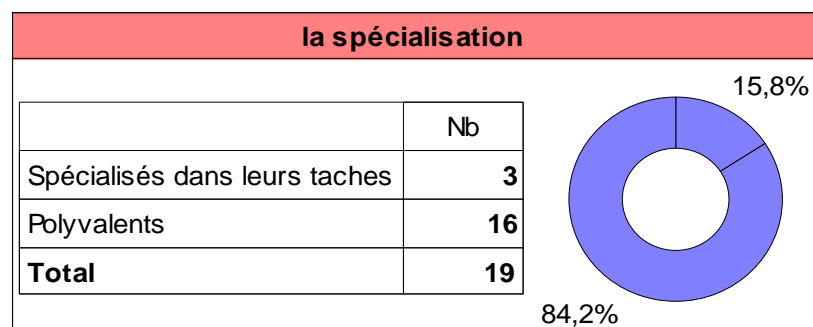 la spécialisation
15,8%
Nb
Spécialisés dans leurs taches 3
Polyvalents 16
Total 19
84,2%